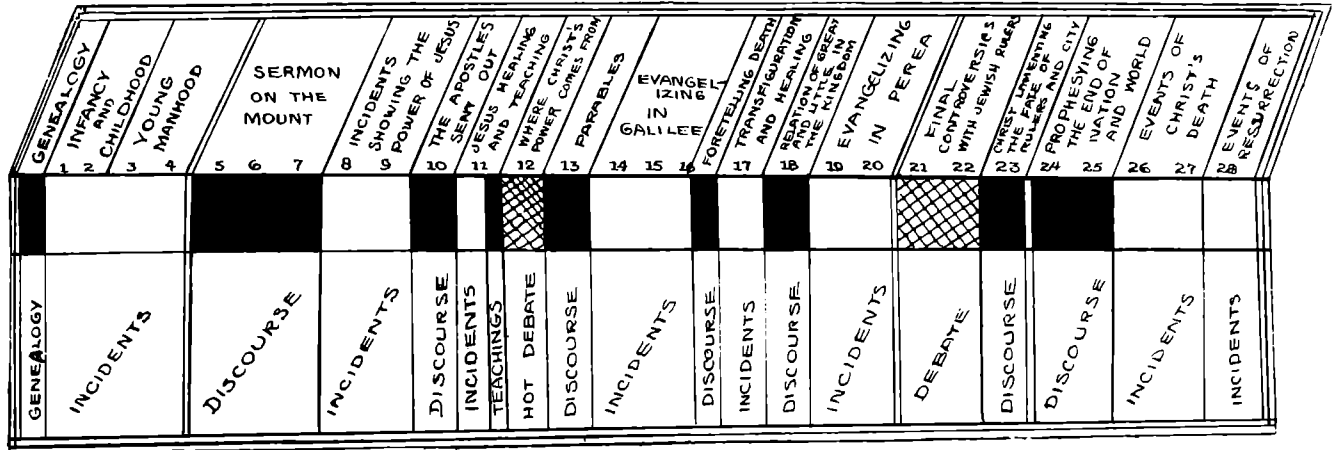 GENEALOGY
INFANCY
AND
CHILDHOOD
YOUNG
MANHOOD
SERMON
ON THE
MOUNT
INCIDENTS
SHOWING THE
POWER OF JESUS
THE APOSTLES
SENT OUT
JESUS HEALING
AND TEACHING
WHERE CHRIST'S
POWER COMES FROM
PARABLES
EVANGEL-
IZING
IN
GALILEE
FORETELLING DEATH
TRANSFIGURATION
AND HEALING
RELATION OF GREAT
AND LITTLE IN
THE KINGDOM
EVANGELIZING
IN PEREA
FINAL
CONTROVERSIES
WITH JEWISH RULERS
CHRIST LAMENTING
THE FALE OF
RULERS AND CITY
PROPHESYING
THE END OF
NATION
AND WORLD
EVENTS OF
CHRIST'S
DEATH
EVENTS OF
RESSURRECTION
1 2 3 4 5 6 7 8 9 10 11 12 13 14 15 16 17 18 19 20 21 22 23 24 25 26 27 28
GENEALOGY
INCIDENTS
DISCOURSE
INCIDENTS
DISCOURSE
INCIDENTS
TEACHINGS
HOT DEBATE
DISCOURSE
INCIDENTS
DISCOURSE
INCIDENTS
DISCOURSE
INCIDENTS
DEBATE
DISCOURSE
DISCOURSE
INCIDENTS
INCIDENTS